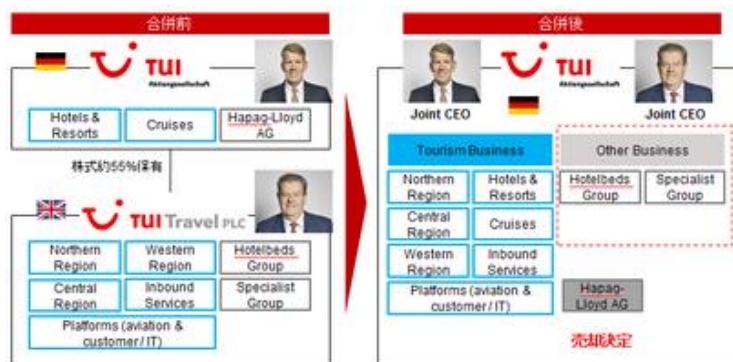 合併前
TUI
Aktiengesellschaft
Hotels &
Resorts
Cruises
Hapag-Lloyd
AG
株式約55%保有
TUI Travel PLC
Northern
Region
Western
Region
Hotelbeds
Group
Central
Region
Inbound
Services
Specialist
Group
Platforms (aviation &
customer / IT)
合併後
TUI
Aktiengesellschaft
Joint CEO
Joint CEO
Tourism Business
Other Business
Northern
Region
Hotels &
Resorts
Hotelbeds
Group
Specialist
Group
Central
Region
Cruises
Western
Region
Inbound
Services
Platforms (aviation &
customer / IT)
Hapag-
Lloyd AG
売却決定